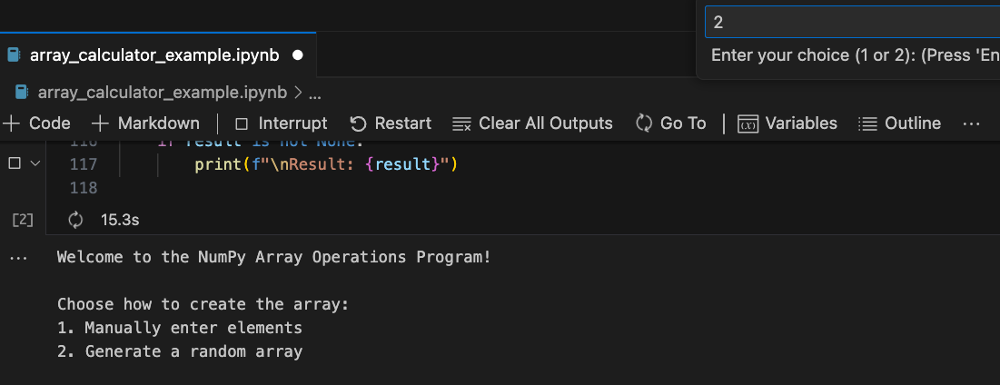 2
Enter your choice (1 or 2): (Press 'En
array_calculator_example.ipynb
array_calculator_example.ipynb > ...
+ Code + Markdown | Interrupt Restart Clear All Outputs Go To | Variables Outline ...
116 if result is not None:
117 print(f"\nResult: {result}")
118
[2] 15.3s
... Welcome to the NumPy Array Operations Program!
Choose how to create the array:
1. Manually enter elements
2. Generate a random array